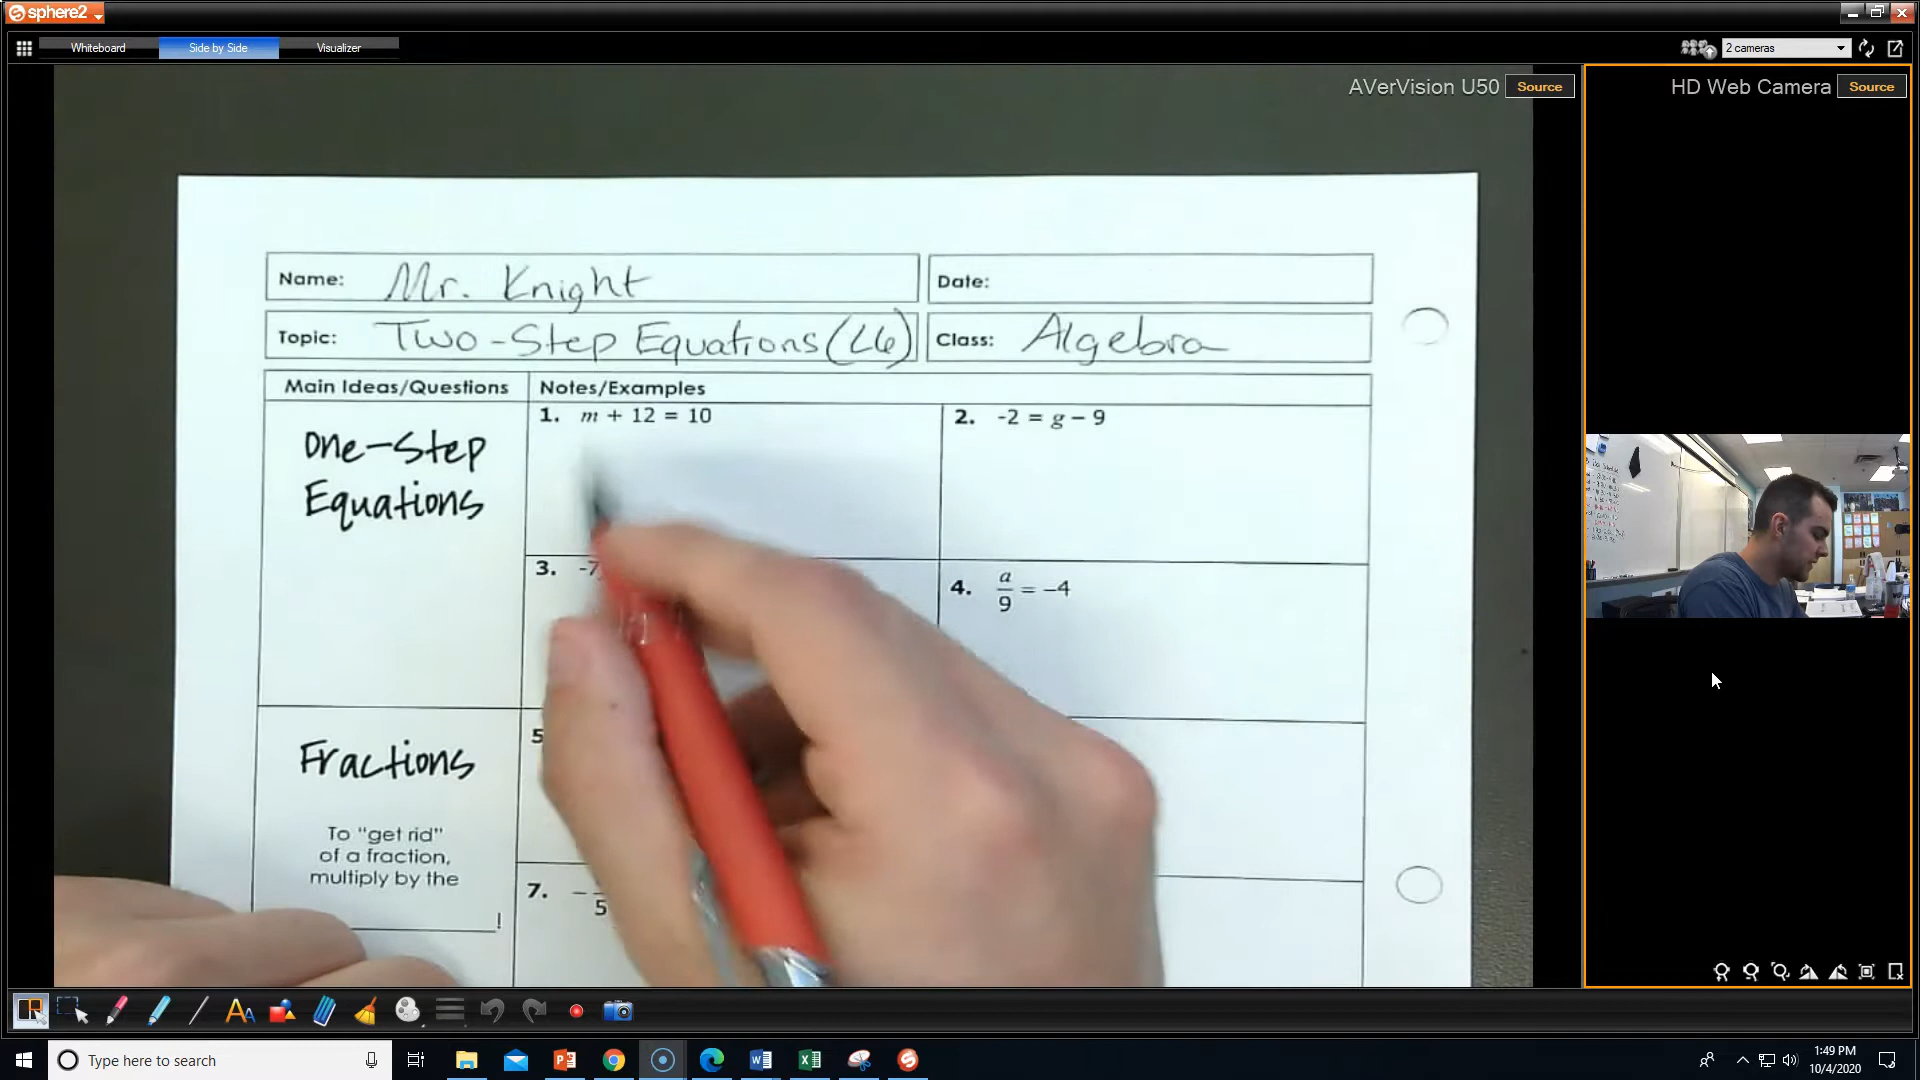 sphere2
Whiteboard
Side by Side
Visualizer
2 cameras
AVerVision U50 Source
HD Web Camera Source
Name: Mr. Knight
Date:
Topic: Two-Step Equations (L6)
Class: Algebra
Main Ideas/Questions
Notes/Examples
One-Step
Equations
1. m + 12 = 10
2. -2 = g - 9
3. -7
4. a/9 = -4
Fractions
To "get rid"
of a fraction,
multiply by the
!
5
7. - 5
Type here to search
1:49 PM
10/4/2020